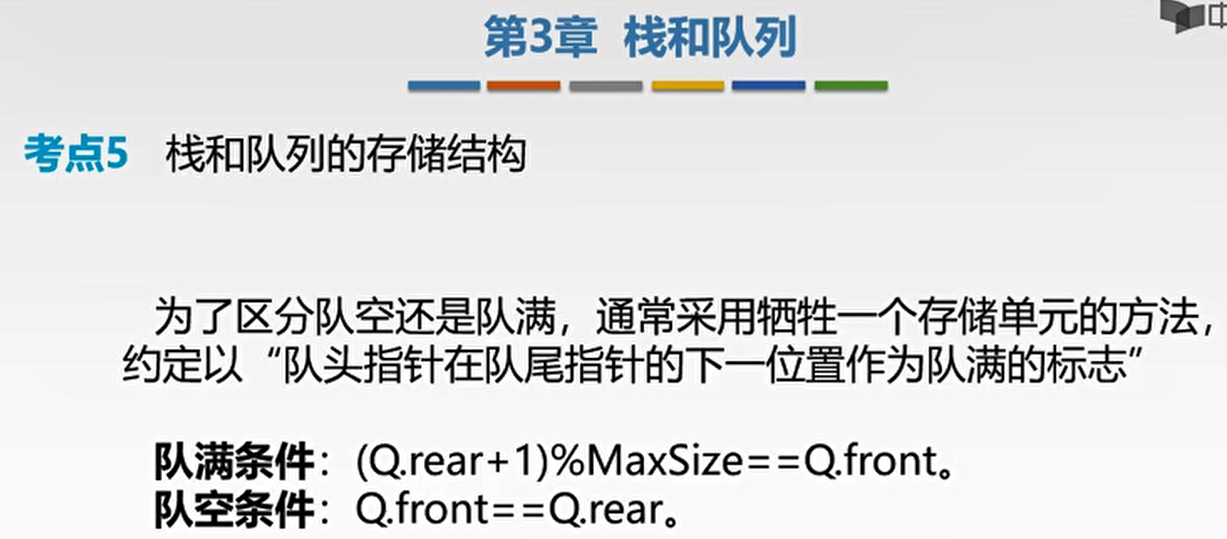 第3章 栈和队列
考点5 栈和队列的存储结构
为了区分队空还是队满，通常采用牺牲一个存储单元的方法，
约定以“队头指针在队尾指针的下一位置作为队满的标志”
队满条件：(Q.rear+1)%MaxSize==Q.front。
队空条件：Q.front==Q.rear。